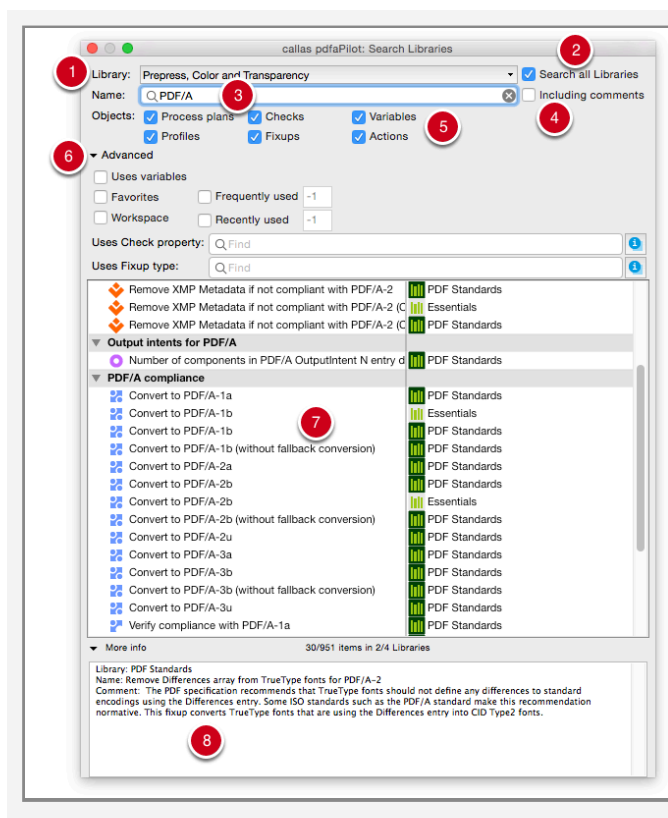 callas pdfaPilot: Search Libraries
1
2
Library: Prepress, Color and Transparency Search all Libraries
Name: PDF/A 3 Including comments
4
Objects: Process plans Checks Variables
5
Profiles Fixups Actions
6
Advanced
Uses variables
Favorites Frequently used -1
Workspace Recently used -1
Uses Check property: Find
Uses Fixup type: Find
Remove XMP Metadata if not compliant with PDF/A-2 PDF Standards
Remove XMP Metadata if not compliant with PDF/A-2 (C Essentials
Remove XMP Metadata if not compliant with PDF/A-2 (C PDF Standards
Output intents for PDF/A
Number of components in PDF/A OutputIntent N entry d PDF Standards
PDF/A compliance
Convert to PDF/A-1a PDF Standards
Convert to PDF/A-1b Essentials
7
Convert to PDF/A-1b PDF Standards
Convert to PDF/A-1b (without fallback conversion) PDF Standards
Convert to PDF/A-2a PDF Standards
Convert to PDF/A-2b PDF Standards
Convert to PDF/A-2b Essentials
Convert to PDF/A-2b (without fallback conversion) PDF Standards
Convert to PDF/A-2u PDF Standards
Convert to PDF/A-3a PDF Standards
Convert to PDF/A-3b PDF Standards
Convert to PDF/A-3b (without fallback conversion) PDF Standards
Convert to PDF/A-3u PDF Standards
Verify compliance with PDF/A-1a PDF Standards
More info 30/951 items in 2/4 Libraries
Library: PDF Standards
Name: Remove Differences array from TrueType fonts for PDF/A-2
Comment: The PDF specification recommends that TrueType fonts should not define any differences to standard
encodings using the Differences entry. Some ISO standards such as the PDF/A standard make this recommendation
normative. This fixup converts TrueType fonts that are using the Differences entry into CID Type2 fonts.
8